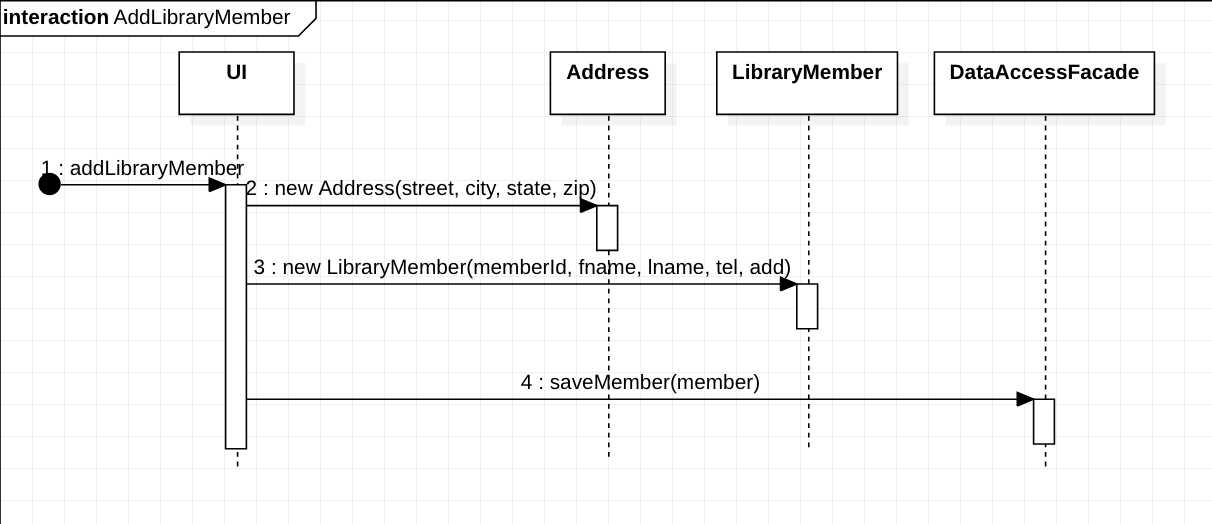 interaction AddLibraryMember
UI
Address
LibraryMember
DataAccessFacade
1 : addLibraryMember
2 : new Address(street, city, state, zip)
3 : new LibraryMember(memberId, fname, lname, tel, add)
4 : saveMember(member)